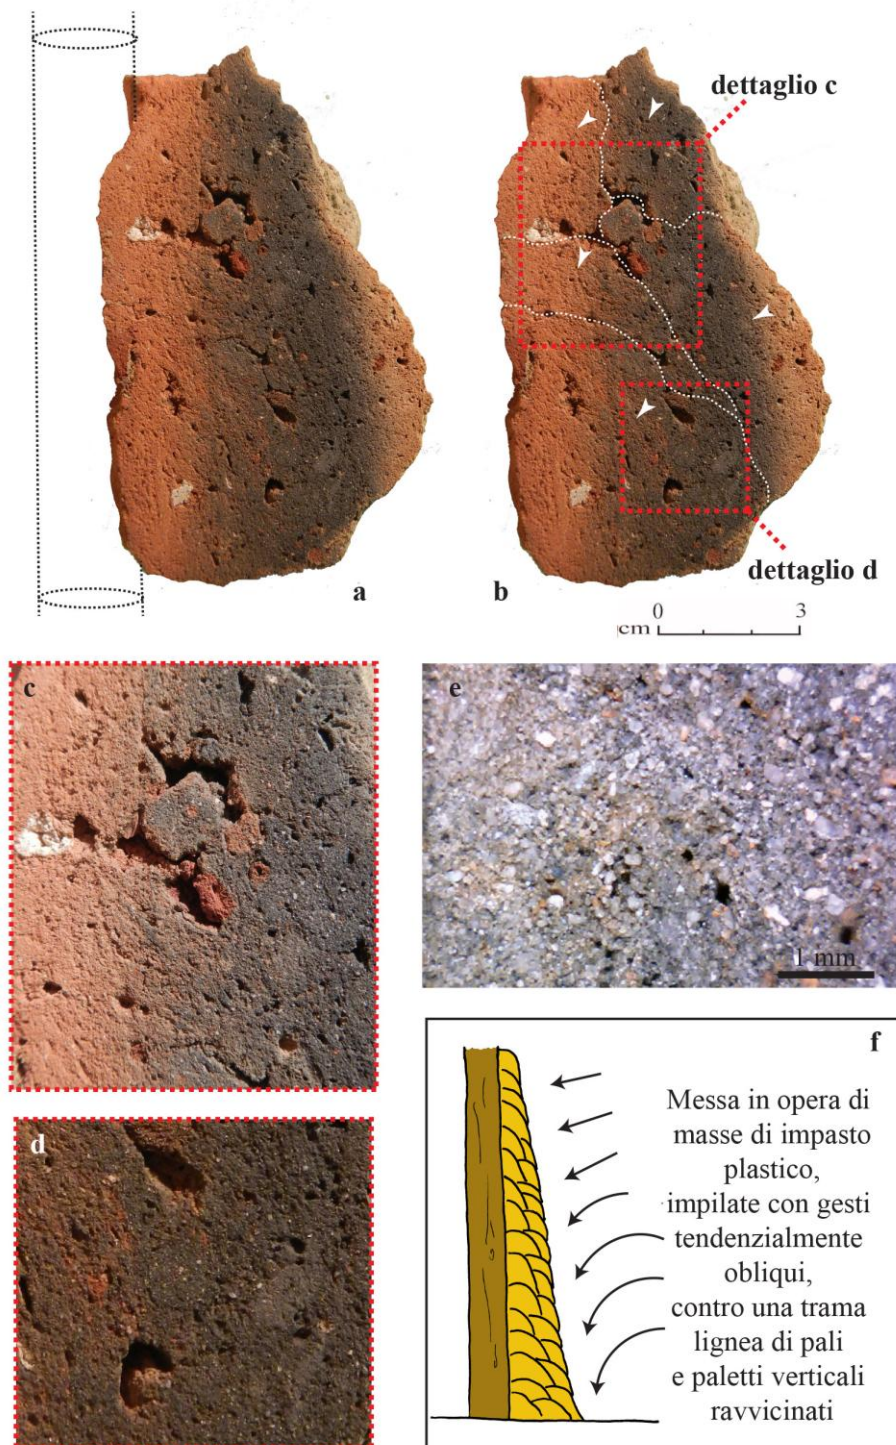 dettaglio c
dettaglio d
a
b
0 3
cm
c
e
1 mm
d
f
Messa in opera di
masse di impasto
plastico,
impilate con gesti
tendenzialmente
obliqui,
contro una trama
lignea di pali
e paletti verticali
ravvicinati